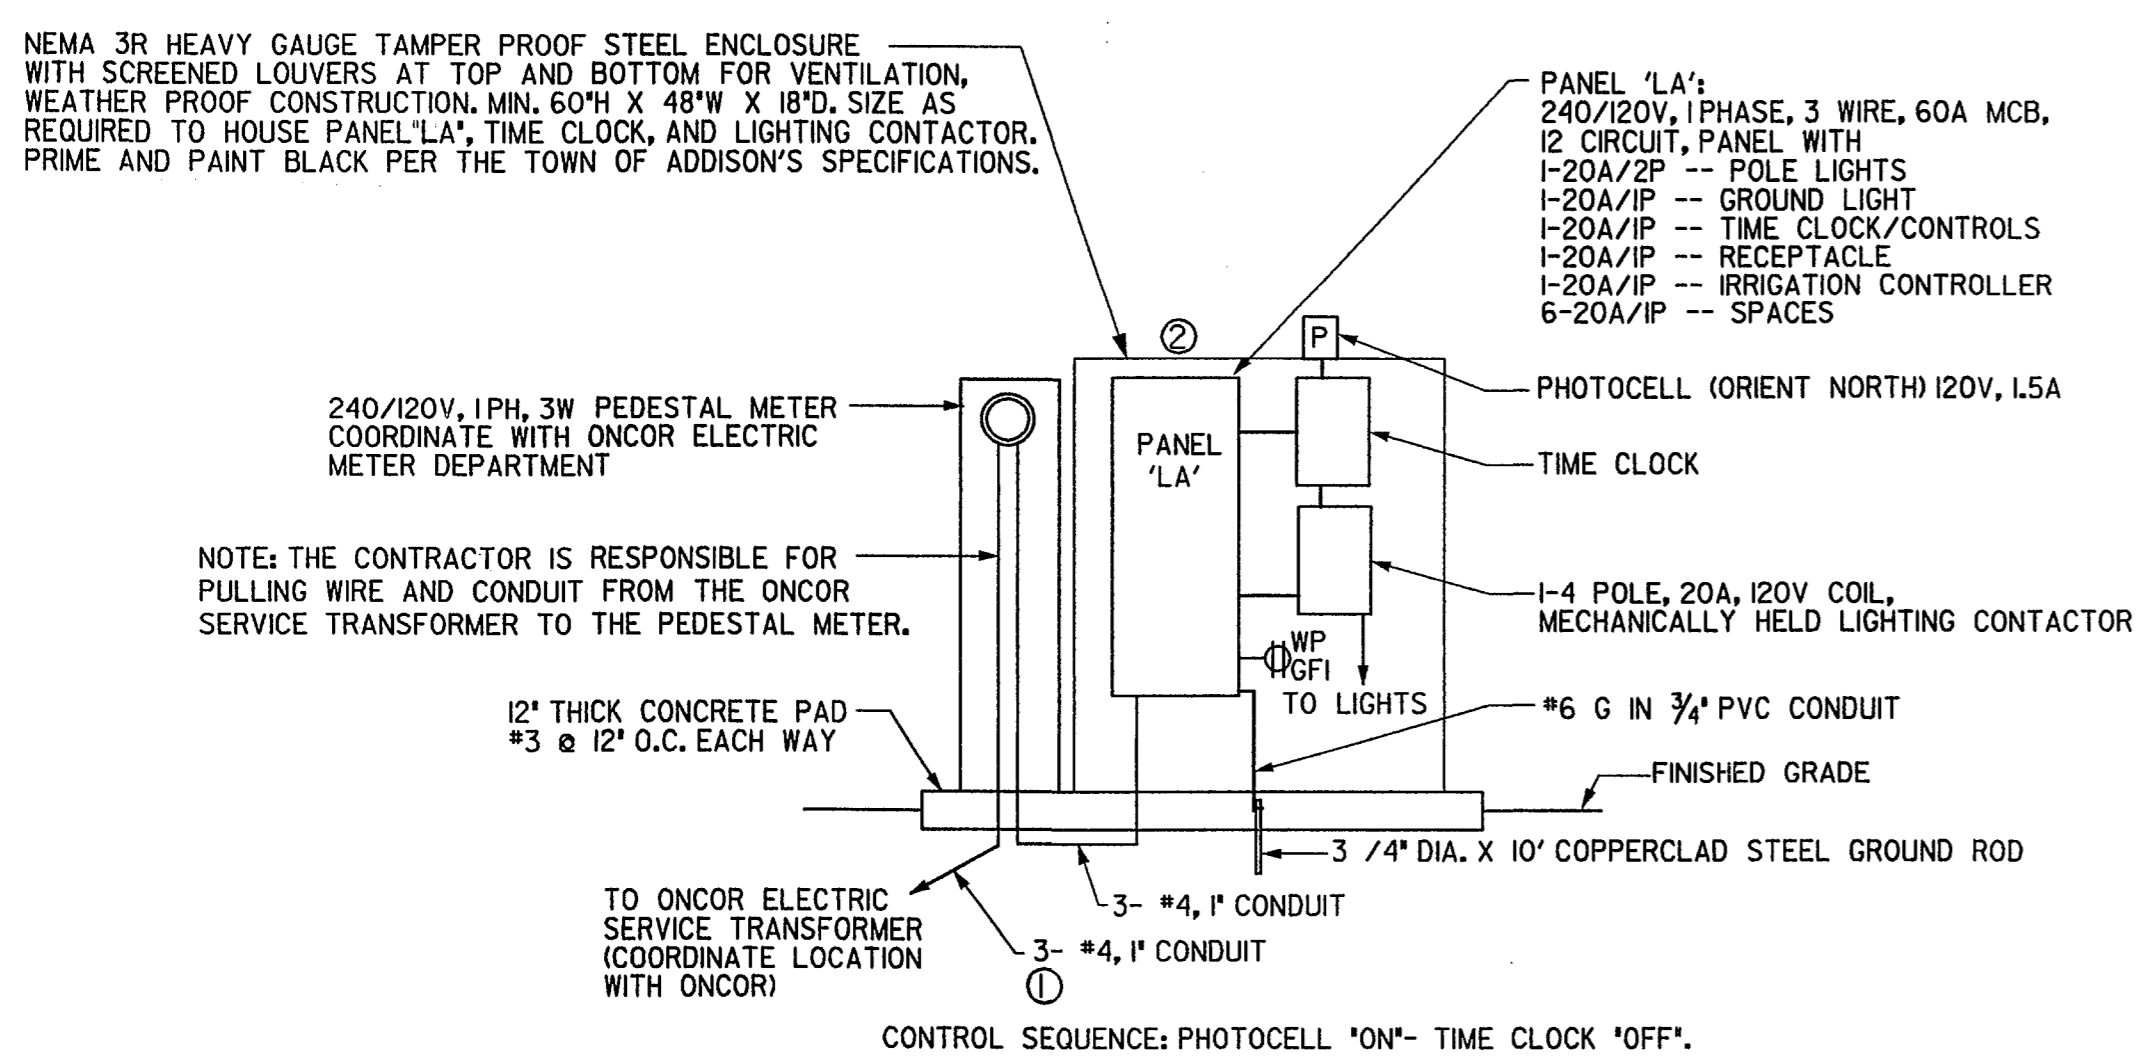 NEMA 3R HEAVY GAUGE TAMPER PROOF STEEL ENCLOSURE
WITH SCREENED LOUVERS AT TOP AND BOTTOM FOR VENTILATION,
WEATHER PROOF CONSTRUCTION. MIN. 60"H X 48"W X 18"D. SIZE AS
REQUIRED TO HOUSE PANEL"LA", TIME CLOCK, AND LIGHTING CONTACTOR.
PRIME AND PAINT BLACK PER THE TOWN OF ADDISON'S SPECIFICATIONS.
PANEL 'LA':
240/120V, 1 PHASE, 3 WIRE, 60A MCB,
12 CIRCUIT, PANEL WITH
1-20A/2P -- POLE LIGHTS
1-20A/1P -- GROUND LIGHT
1-20A/1P -- TIME CLOCK/CONTROLS
1-20A/1P -- RECEPTACLE
1-20A/1P -- IRRIGATION CONTROLLER
6-20A/1P -- SPACES
2
P
PHOTOCELL (ORIENT NORTH) 120V, 1.5A
240/120V, 1 PH, 3W PEDESTAL METER
COORDINATE WITH ONCOR ELECTRIC
METER DEPARTMENT
PANEL
'LA'
TIME CLOCK
NOTE: THE CONTRACTOR IS RESPONSIBLE FOR
PULLING WIRE AND CONDUIT FROM THE ONCOR
SERVICE TRANSFORMER TO THE PEDESTAL METER.
1-4 POLE, 20A, 120V COIL,
MECHANICALLY HELD LIGHTING CONTACTOR
WP
GFI
TO LIGHTS
12" THICK CONCRETE PAD
#3 @ 12" O.C. EACH WAY
#6 G IN 3/4" PVC CONDUIT
FINISHED GRADE
3 /4" DIA. X 10' COPPERCLAD STEEL GROUND ROD
TO ONCOR ELECTRIC
SERVICE TRANSFORMER
(COORDINATE LOCATION
WITH ONCOR)
3- #4, 1" CONDUIT
3- #4, 1" CONDUIT
1
CONTROL SEQUENCE: PHOTOCELL "ON"- TIME CLOCK "OFF".